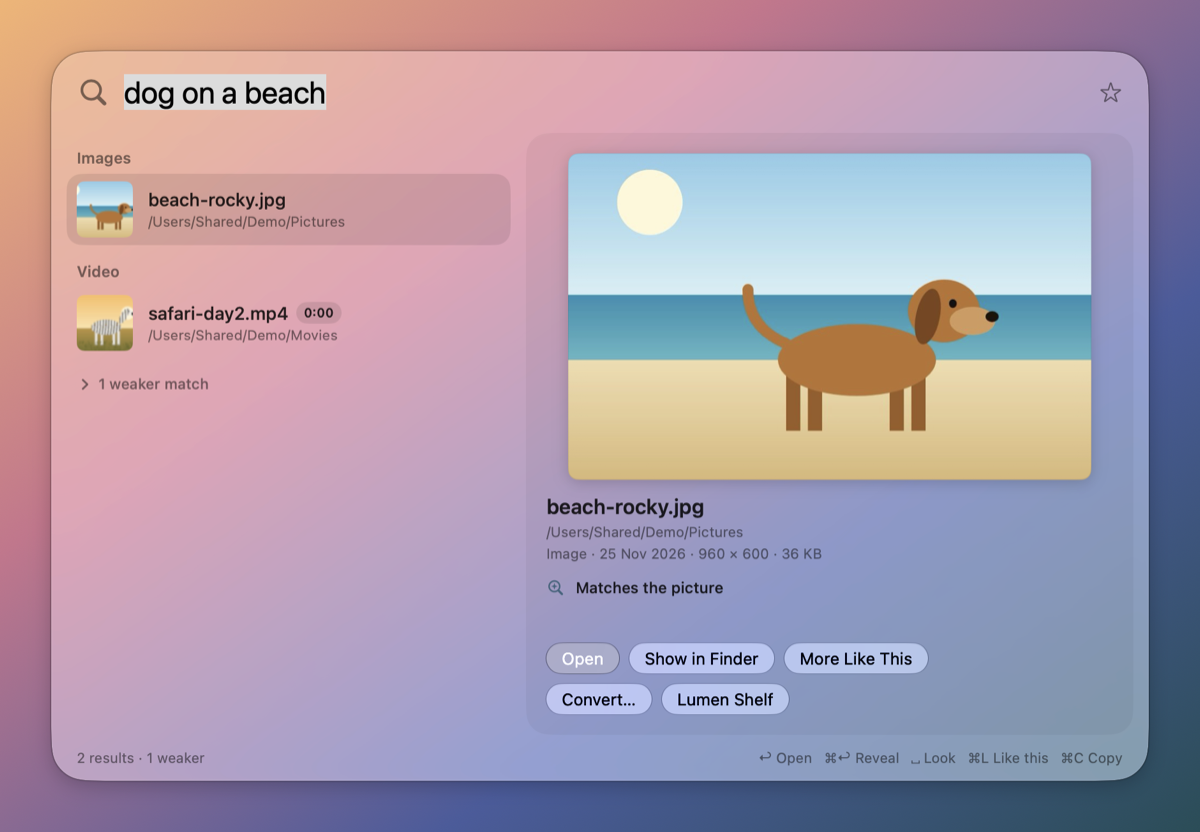 dog on a beach
Images
beach-rocky.jpg
/Users/Shared/Demo/Pictures
Video
safari-day2.mp4 0:00
/Users/Shared/Demo/Movies
1 weaker match
beach-rocky.jpg
/Users/Shared/Demo/Pictures
Image · 25 Nov 2026 · 960 × 600 · 36 KB
Matches the picture
Open Show in Finder More Like This
Convert... Lumen Shelf
2 results · 1 weaker
↩ Open ⌘↩ Reveal ⎵ Look ⌘L Like this ⌘C Copy